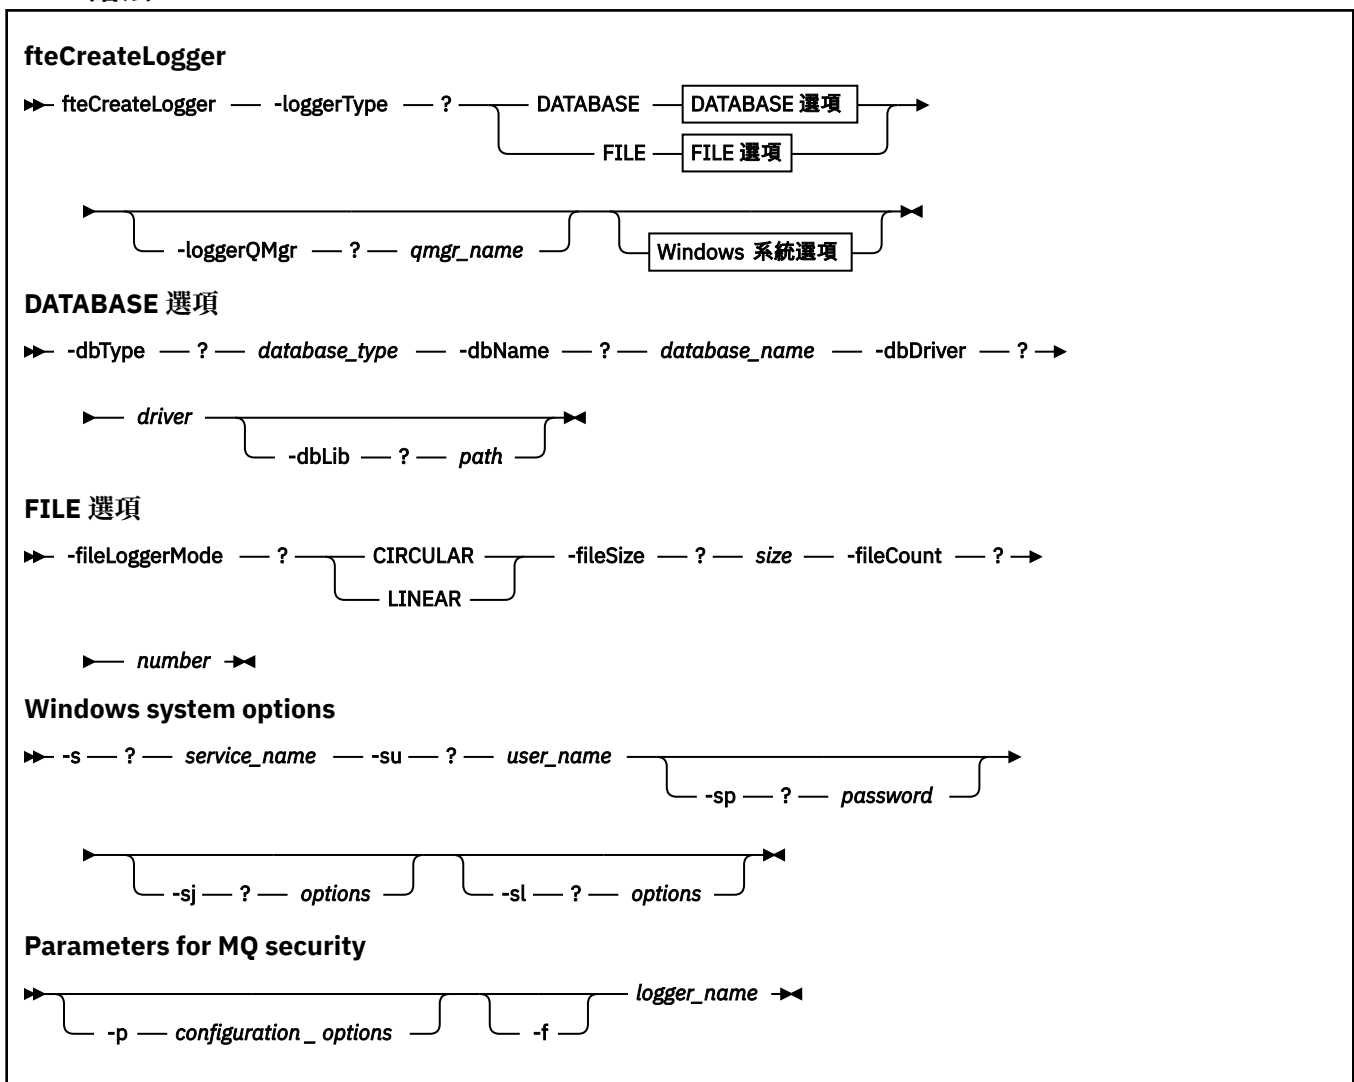 fteCreateLogger
fteCreateLogger -loggerType ? DATABASE DATABASE 選項
FILE FILE 選項
-loggerQMgr ? qmgr_name Windows 系統選項
DATABASE 選項
-dbType ? database_type -dbName ? database_name -dbDriver ?
driver
-dbLib ? path
FILE 選項
-fileLoggerMode ? CIRCULAR -fileSize ? size -fileCount ?
LINEAR
number
Windows system options
-s ? service_name -su ? user_name
-sp ? password
-sj ? options -sl ? options
Parameters for MQ security
logger_name
-p configuration _ options -f